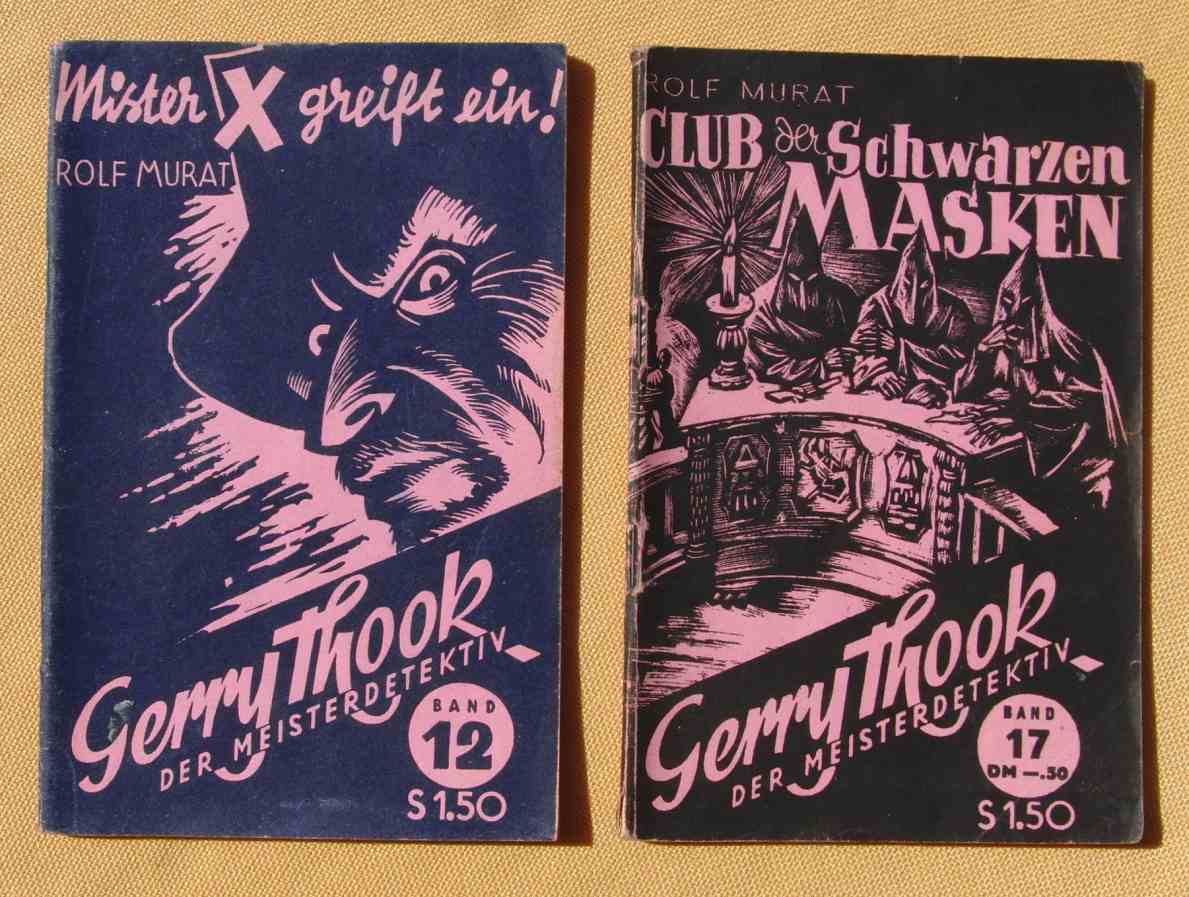 Mister X greift ein!
ROLF MURAT
Gerry Thook
DER MEISTERDETEKTIV
BAND
12
S 1.50
ROLF MURAT
CLUB der Schwarzen
MASKEN
Gerry Thook
DER MEISTERDETEKTIV
BAND
17
DM —.50
S 1.50